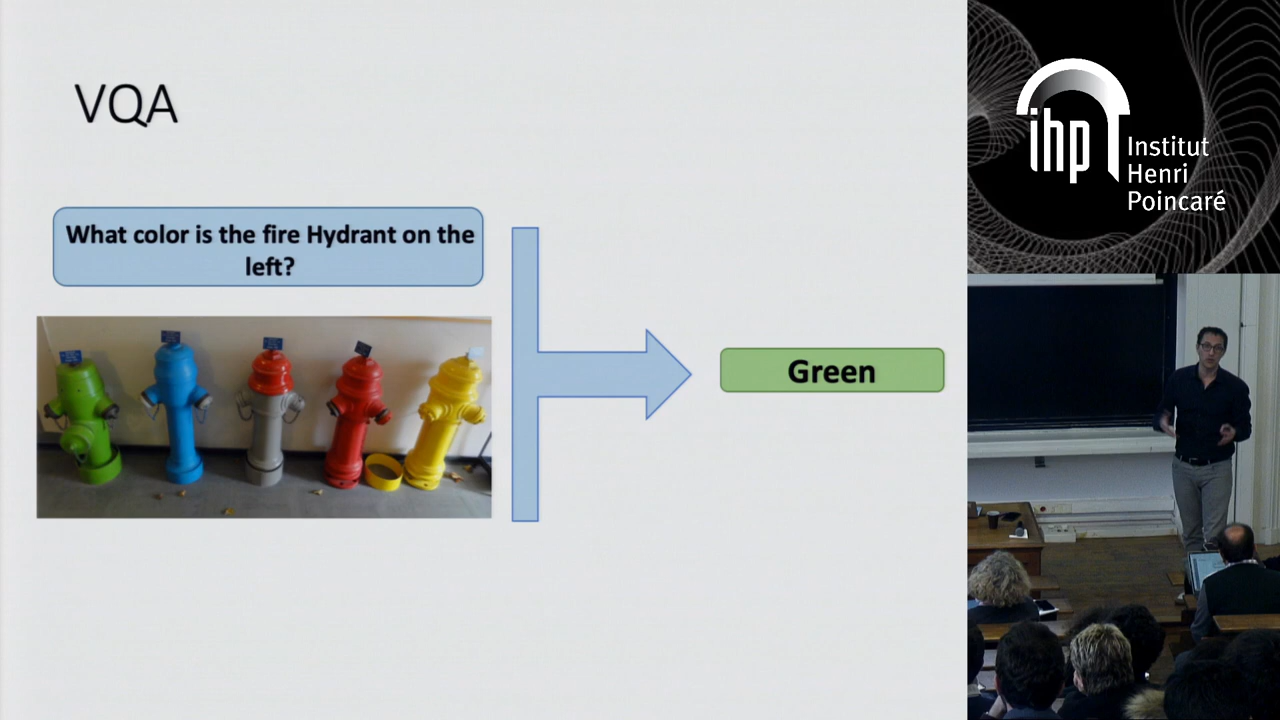 VQA
What color is the fire Hydrant on the
left?
Green
ihp
Institut
Henri
Poincaré